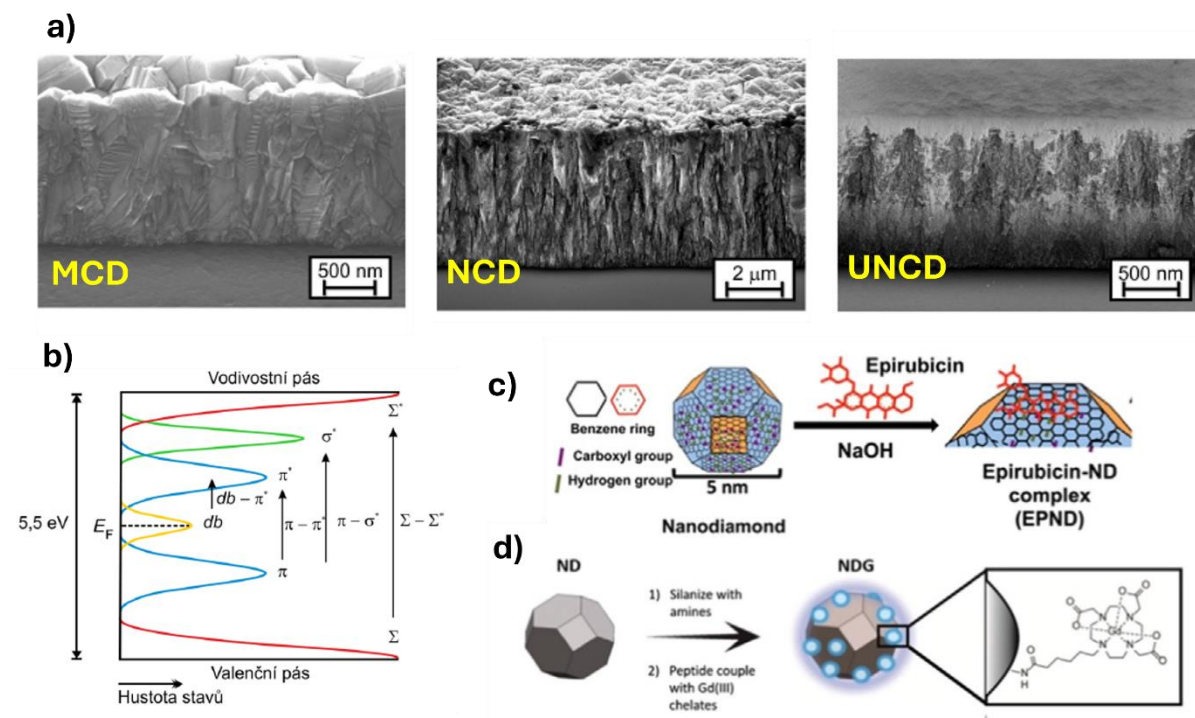 a)
MCD
500 nm
NCD
2 μm
UNCD
500 nm
b)
Vodivostní pás
Σ*
σ*
π*
db – π*
5,5 eV
E_F
db
π – π*
π – σ*
Σ – Σ*
π
Σ
Valenční pás
Hustota stavů
c)
Benzene ring
Carboxyl group
Hydrogen group
5 nm
Nanodiamond
Epirubicin
NaOH
Epirubicin-ND
complex
(EPND)
d)
ND
1) Silanize with
amines
2) Peptide couple
with Gd(III)
chelates
NDG
O
N
H
N
N
N
N
Gd
O
O
O
O
O
O